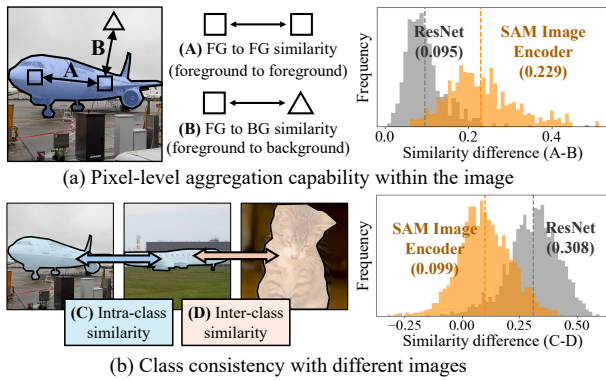 A
B
(A) FG to FG similarity
(foreground to foreground)
(B) FG to BG similarity
(foreground to background)
Frequency
ResNet
(0.095)
SAM Image
Encoder
(0.229)
0.0 0.2 0.4
Similarity difference (A-B)
(a) Pixel-level aggregation capability within the image
(C) Intra-class
similarity
(D) Inter-class
similarity
Frequency
SAM Image
Encoder
(0.099)
ResNet
(0.308)
−0.25 0.00 0.25 0.50
Similarity difference (C-D)
(b) Class consistency with different images